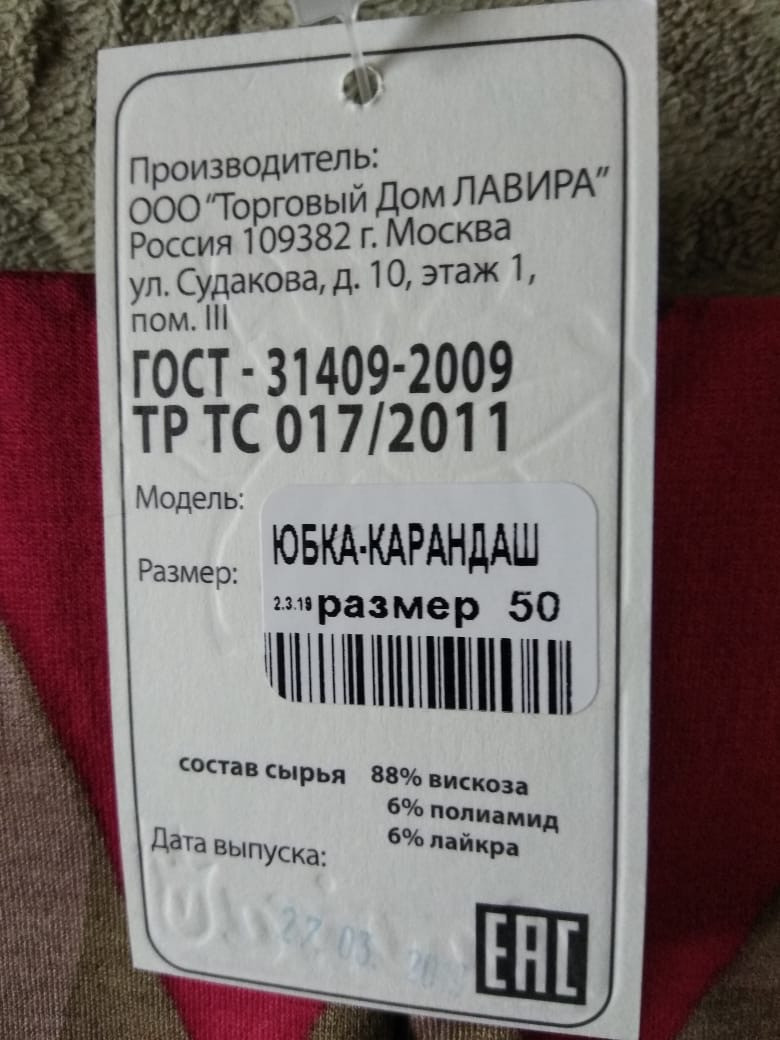 Производитель:
ООО "Торговый Дом ЛАВИРА"
Россия 109382 г. Москва
ул. Судакова, д. 10, этаж 1,
пом. III
ГОСТ - 31409-2009
ТР ТС 017/2011
Модель:
ЮБКА-КАРАНДАШ
Размер:
2.3.19 размер 50
состав сырья 88% вискоза
6% полиамид
6% лайкра
Дата выпуска:
27 03.
EAC